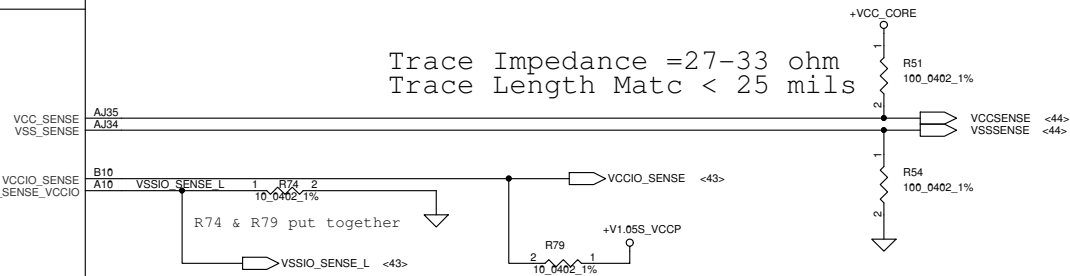 +VCC_CORE
Trace Impedance =27-33 ohm
Trace Length Matc < 25 mils
1
R51
100_0402_1%
2
VCC_SENSE AJ35 VCCSENSE <44>
VSS_SENSE AJ34 VSSSENSE <44>
1
R54
100_0402_1%
2
VCCIO_SENSE B10 VCCIO_SENSE <43>
_SENSE_VCCIO A10 VSSIO_SENSE_L 1 R74 2
10_0402_1%
R74 & R79 put together
+V1.05S_VCCP
R79
2 1
10_0402_1%
VSSIO_SENSE_L <43>